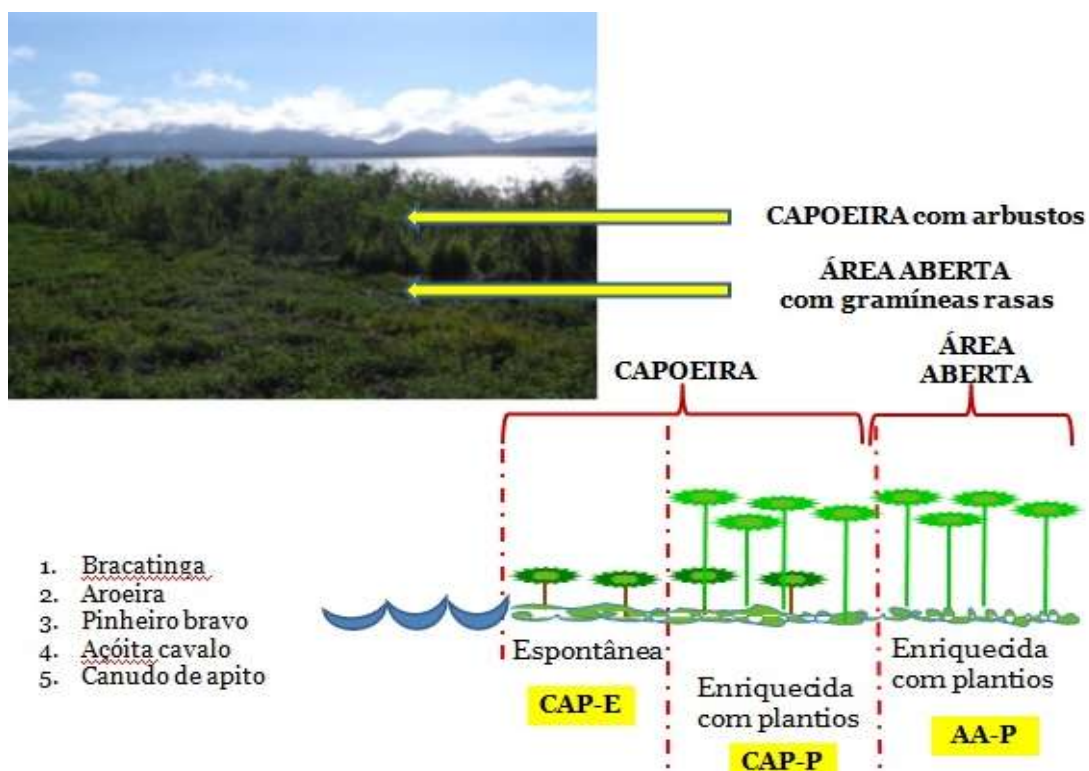 CAPOEIRA com arbustos
ÁREA ABERTA
com gramíneas rasas
CAPOEIRA
ÁREA
ABERTA
1. Bracatinga
2. Aroeira
3. Pinheiro bravo
4. Açóita cavalo
5. Canudo de apito
Espontânea
CAP-E
Enriquecida
com plantios
CAP-P
Enriquecida
com plantios
AA-P